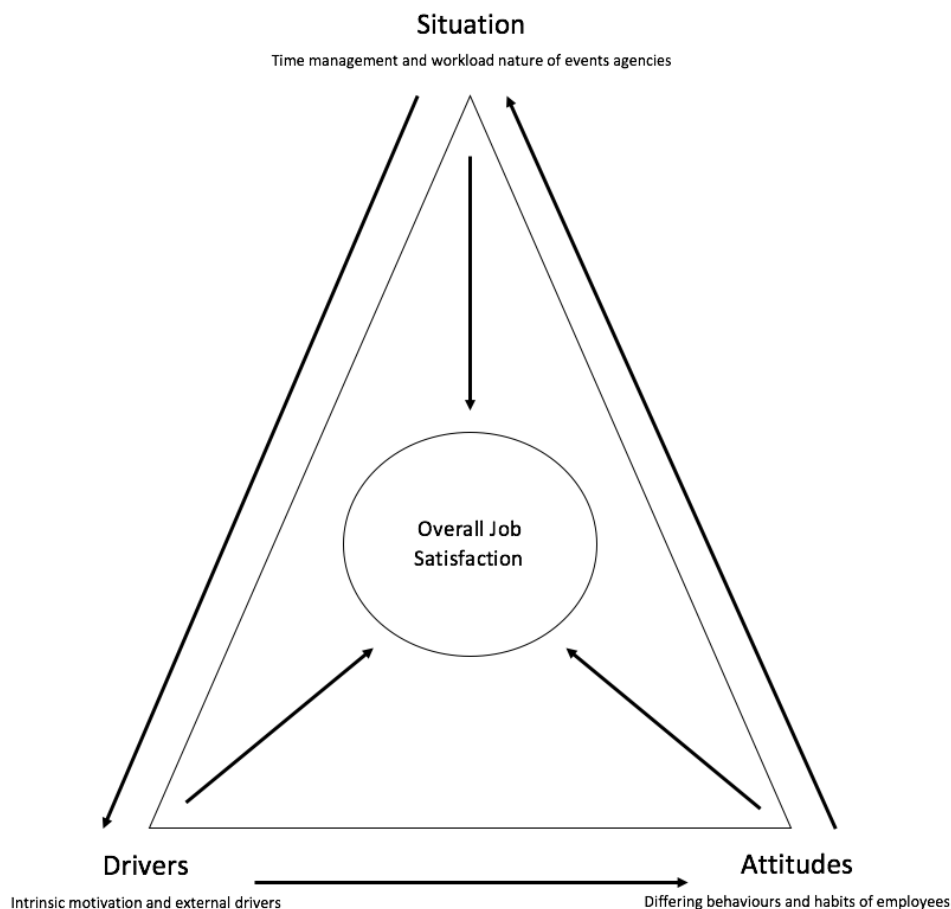 Situation
Time management and workload nature of events agencies
Overall Job
Satisfaction
Drivers
Attitudes
Intrinsic motivation and external drivers
Differing behaviours and habits of employees